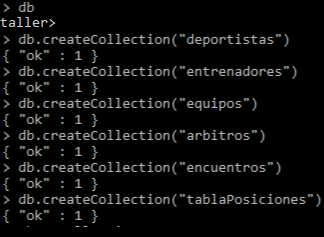 > db
taller>
> db.createCollection("deportistas")
{ "ok" : 1 }
> db.createCollection("entrenadores")
{ "ok" : 1 }
> db.createCollection("equipos")
{ "ok" : 1 }
> db.createCollection("arbitros")
{ "ok" : 1 }
> db.createCollection("encuentros")
{ "ok" : 1 }
> db.createCollection("tablaPosiciones")
{ "ok" : 1 }